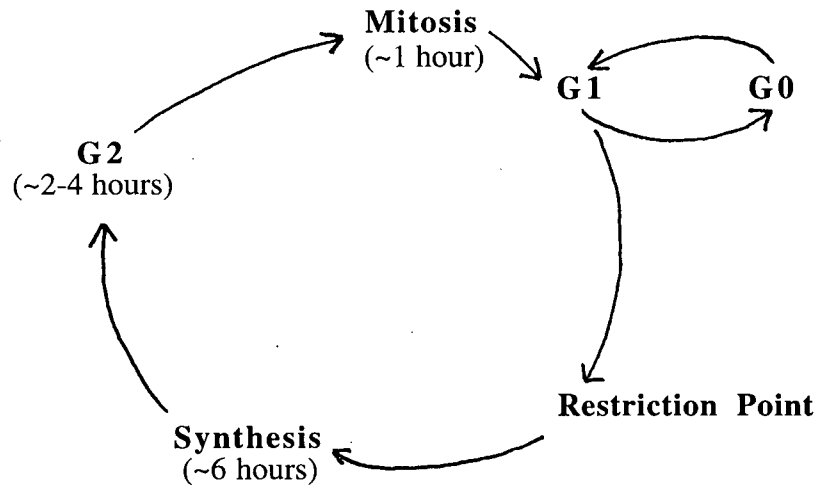 Mitosis
(~1 hour)
G1
G0
G2
(~2-4 hours)
Restriction Point
Synthesis
(~6 hours)